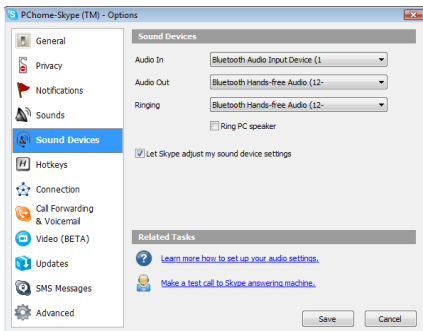 PChome-Skype (TM) - Options
General
Privacy
Notifications
Sounds
Sound Devices
Hotkeys
Connection
Call Forwarding
& Voicemail
Video (BETA)
Updates
SMS Messages
Advanced
Sound Devices
Audio In
Bluetooth Audio Input Device (1
Audio Out
Bluetooth Hands-free Audio (12-
Ringing
Bluetooth Hands-free Audio (12-
Ring PC speaker
Let Skype adjust my sound device settings
Related Tasks
Learn more how to set up your audio settings.
Make a test call to Skype answering machine.
Save
Cancel